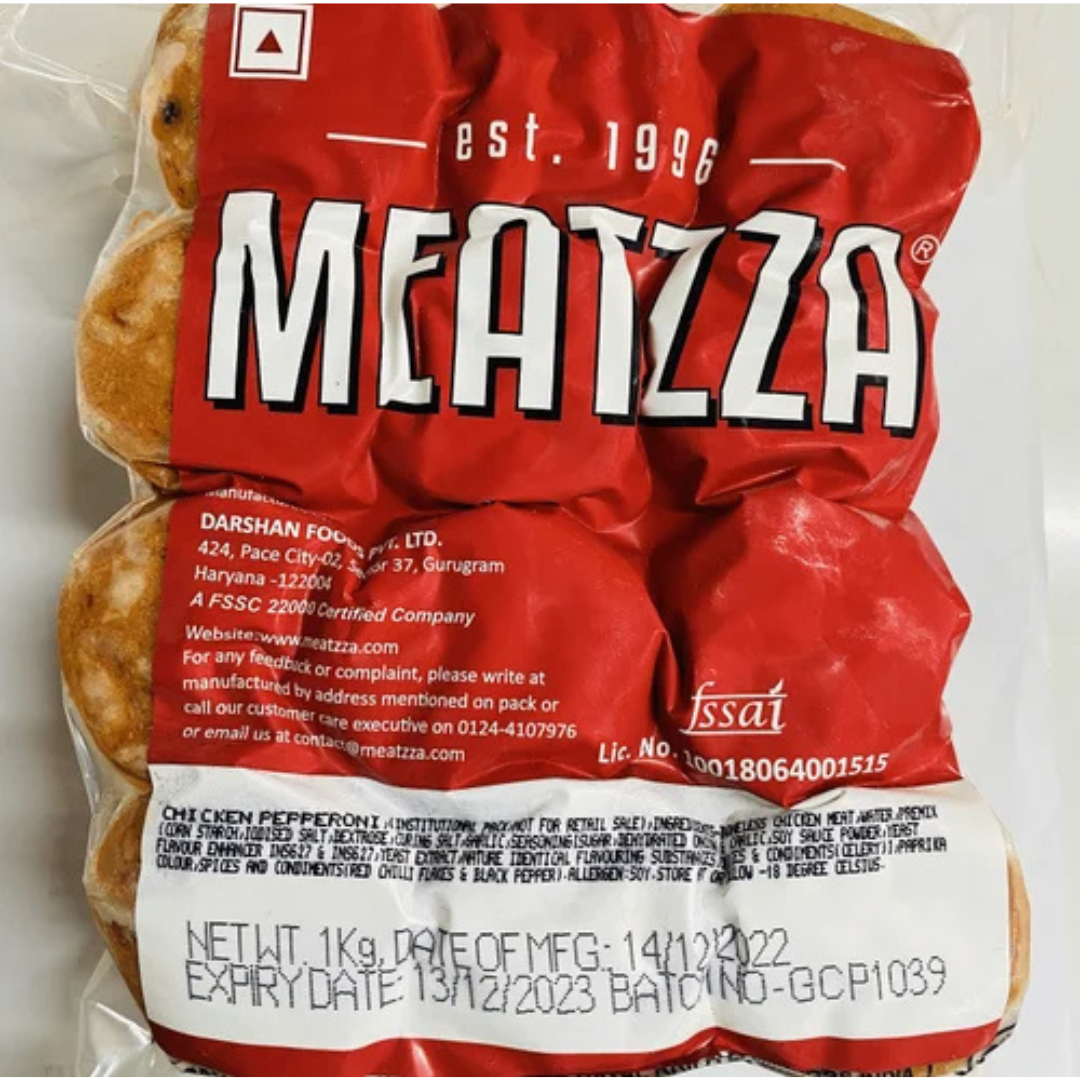 est. 1996
MEATZZA®
DARSHAN FOODS PVT. LTD.
424, Pace City-02, Sector 37, Gurugram
Haryana -122004
A FSSC 22000 Certified Company
Website:www.meatzza.com
For any feedback or complaint, please write at
manufactured by address mentioned on pack or
call our customer care executive on 0124-4107976
or email us at contact@meatzza.com
fssai
Lic. No. 10018064001515
CHICKEN PEPPERONI,(INSTITUTIONAL PACK,NOT FOR RETAIL SALE),INGREDIENTS-BONELESS CHICKEN MEAT,WATER,PREMIX
(CORN STARCH,IODISED SALT,DEXTROSE,CURING SALT,GARLIC,SEASONING(SUGAR,DEHYDRATED GARLIC,SOY SAUCE POWDER,YEAST
FLAVOUR ENHANCER INS627 & INS627,YEAST EXTRACT,NATURE IDENTICAL FLAVOURING SUBSTANCES, & CONDIMENTS(CELERY)),PAPRIKA
COLOUR,SPICES AND CONDIMENTS(RED CHILLI FLAKES & BLACK PEPPER).ALLERGEN:SOY.STORE AT -18 DEGREE CELSIUS-
NET WT. 1Kg, DATE OF MFG: 14/12/2022
EXPIRY DATE: 13/12/2023 BATCH NO-GCP1039